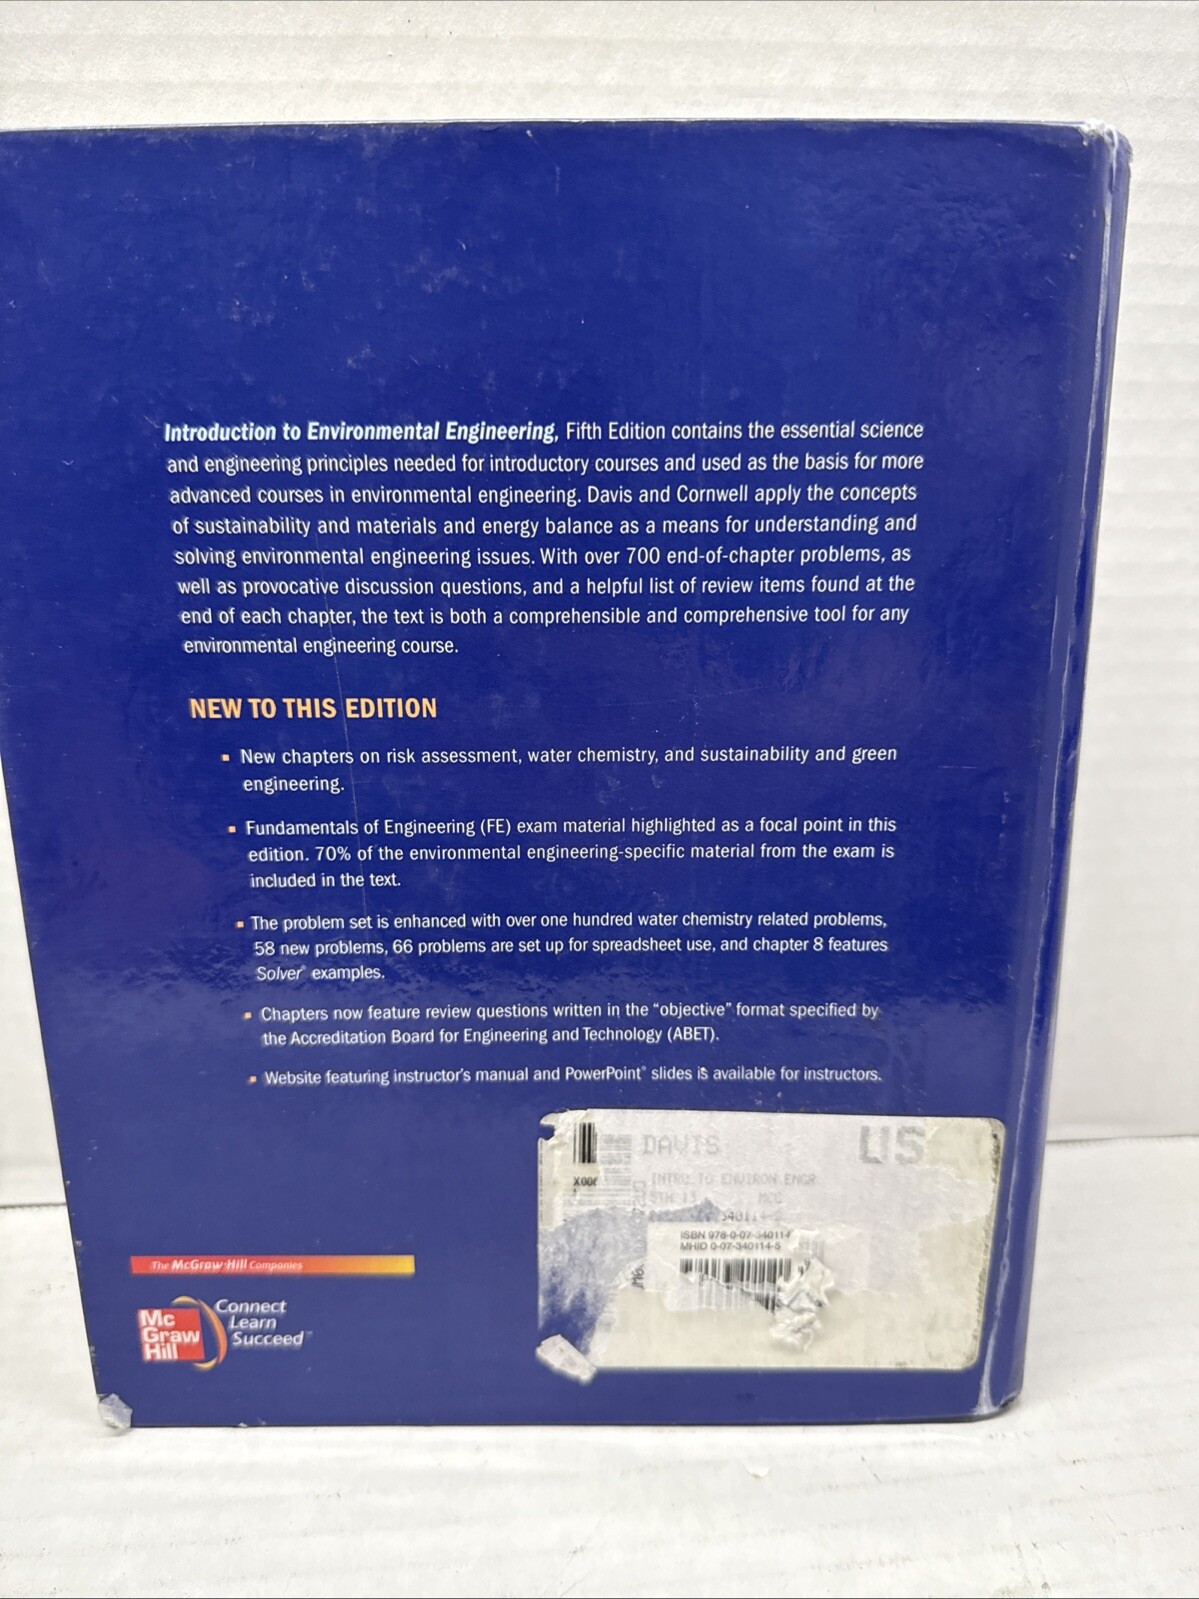 Introduction to Environmental Engineering, Fifth Edition contains the essential science
and engineering principles needed for introductory courses and used as the basis for more
advanced courses in environmental engineering. Davis and Cornwell apply the concepts
of sustainability and materials and energy balance as a means for understanding and
solving environmental engineering issues. With over 700 end-of-chapter problems, as
well as provocative discussion questions, and a helpful list of review items found at the
end of each chapter, the text is both a comprehensible and comprehensive tool for any
environmental engineering course.
NEW TO THIS EDITION
▪ New chapters on risk assessment, water chemistry, and sustainability and green
engineering.
▪ Fundamentals of Engineering (FE) exam material highlighted as a focal point in this
edition. 70% of the environmental engineering-specific material from the exam is
included in the text.
▪ The problem set is enhanced with over one hundred water chemistry related problems,
58 new problems, 66 problems are set up for spreadsheet use, and chapter 8 features
Solver® examples.
▪ Chapters now feature review questions written in the “objective” format specified by
the Accreditation Board for Engineering and Technology (ABET).
▪ Website featuring instructor's manual and PowerPoint® slides is available for instructors.
DAVIS US
X00
INTRO TO ENVIRON ENGR
5TH 13
340114
ISBN 978-0-07-340114
MHID 0-07-340114-5
The McGraw·Hill Companies
Mc
Graw
Hill
Connect
Learn
Succeed™